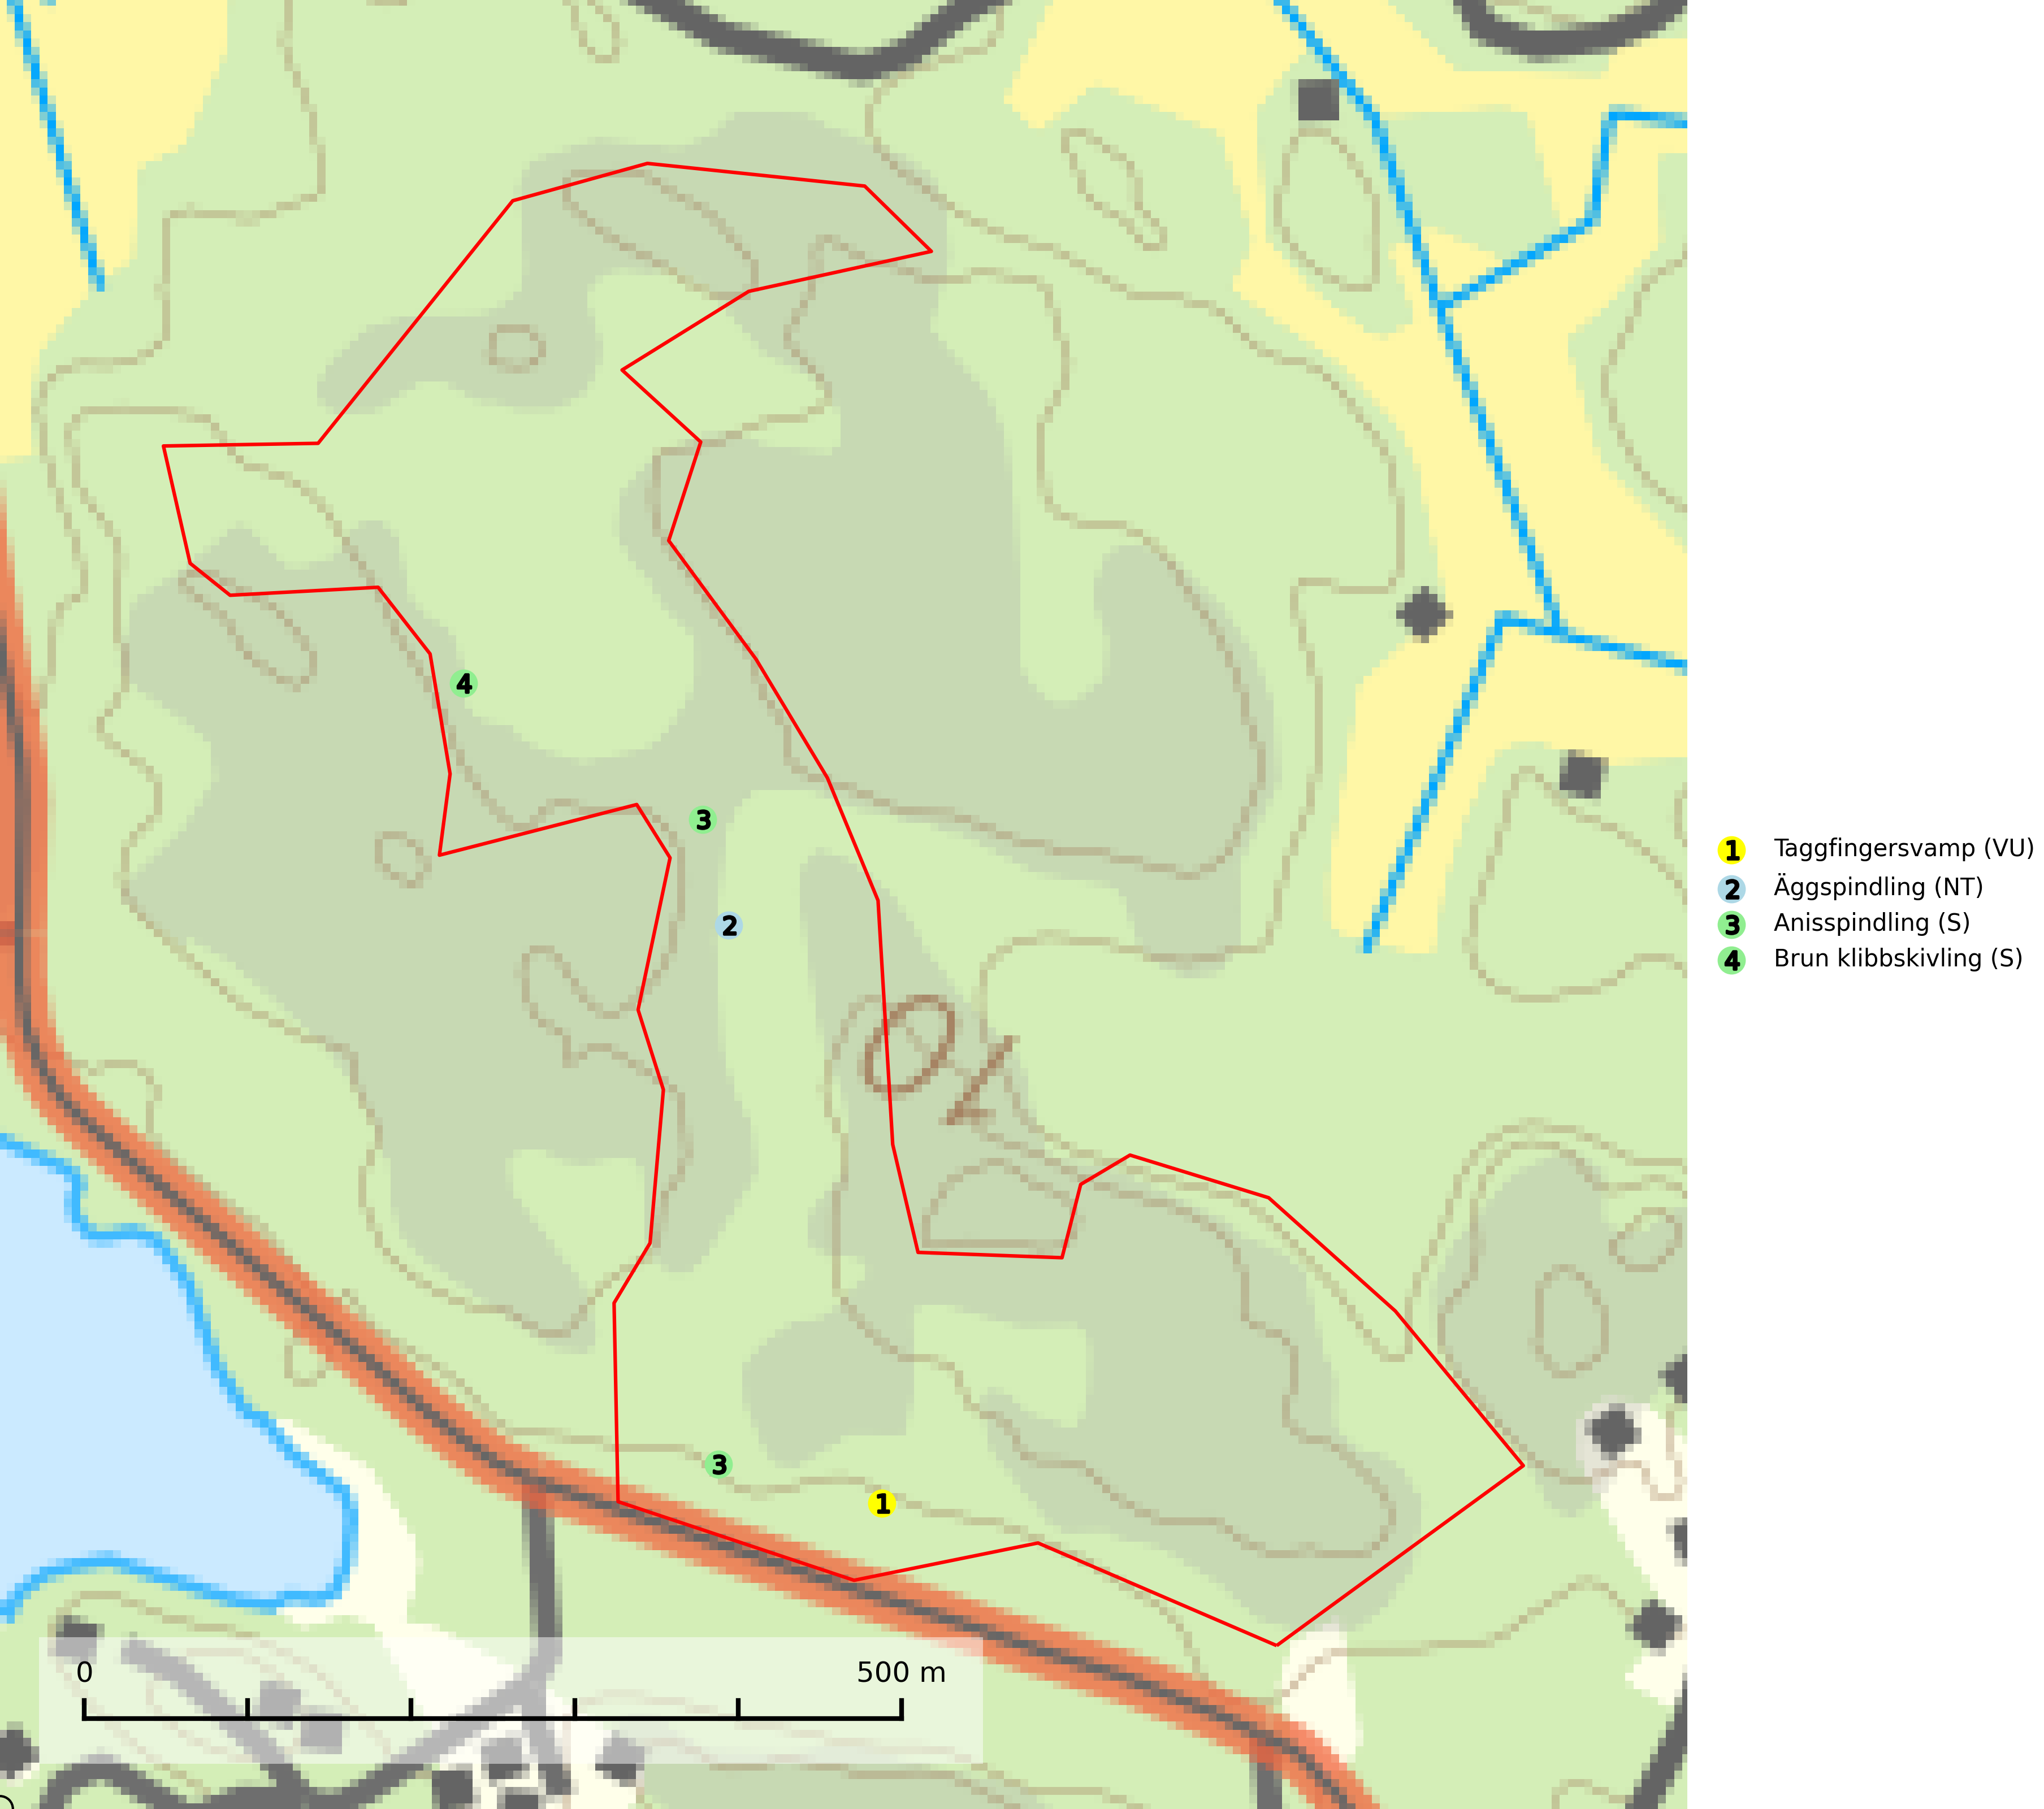 4
3
2
3
1
1 Taggfingersvamp (VU)
2 Äggspindling (NT)
3 Anisspindling (S)
4 Brun klibbskivling (S)
0 500 m